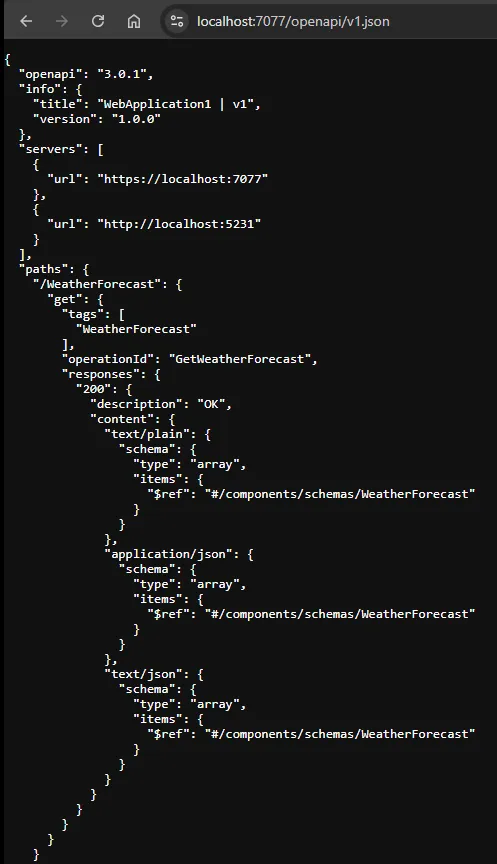 localhost:7077/openapi/v1.json
{
  "openapi": "3.0.1",
  "info": {
    "title": "WebApplication1 | v1",
    "version": "1.0.0"
  },
  "servers": [
    {
      "url": "https://localhost:7077"
    },
    {
      "url": "http://localhost:5231"
    }
  ],
  "paths": {
    "/WeatherForecast": {
      "get": {
        "tags": [
          "WeatherForecast"
        ],
        "operationId": "GetWeatherForecast",
        "responses": {
          "200": {
            "description": "OK",
            "content": {
              "text/plain": {
                "schema": {
                  "type": "array",
                  "items": {
                    "$ref": "#/components/schemas/WeatherForecast"
                  }
                }
              },
              "application/json": {
                "schema": {
                  "type": "array",
                  "items": {
                    "$ref": "#/components/schemas/WeatherForecast"
                  }
                }
              },
              "text/json": {
                "schema": {
                  "type": "array",
                  "items": {
                    "$ref": "#/components/schemas/WeatherForecast"
                  }
                }
              }
            }
          }
        }
      }
    }